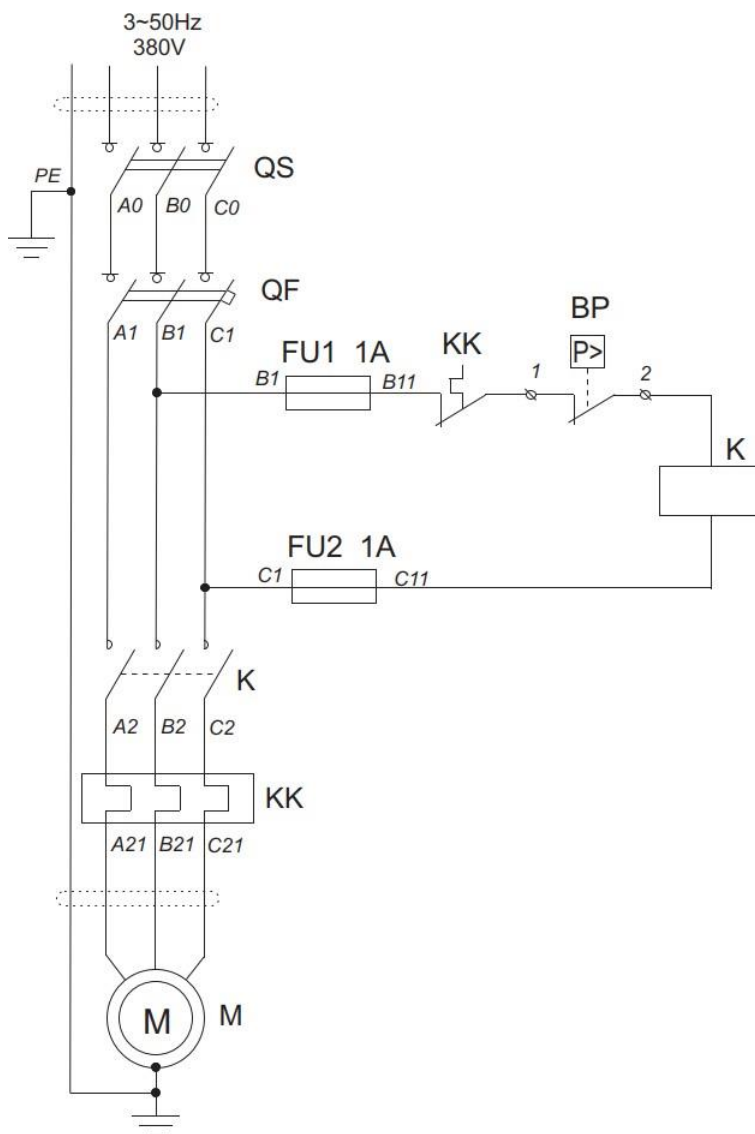 3~50Hz
380V
QS
PE
A0 B0 C0
QF
BP
A1 B1 C1
FU1 1A
KK
P>
B1 B11
1 2
K
FU2 1A
C1 C11
K
A2 B2 C2
KK
A21 B21 C21
M M